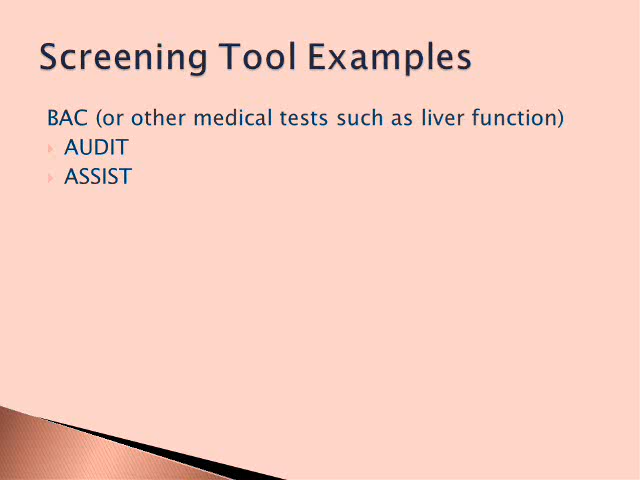 Screening Tool Examples
BAC (or other medical tests such as liver function)
AUDIT
ASSIST